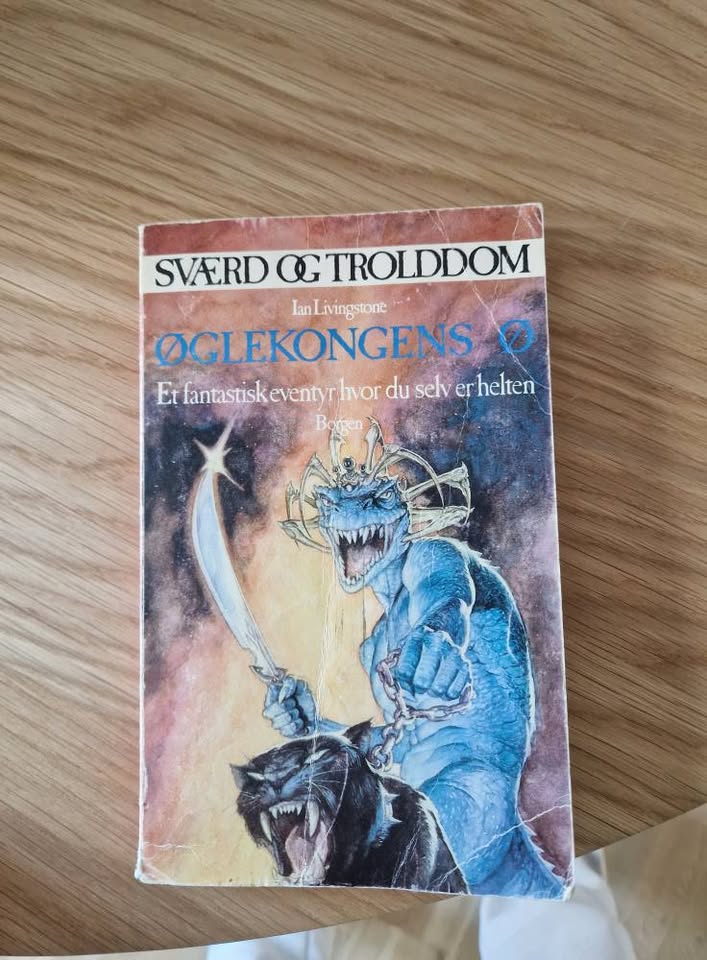 SVÆRD OG TROLDDOM
Ian Livingstone
ØGLEKONGENS Ø
Et fantastisk eventyr hvor du selv er helten
Borgen